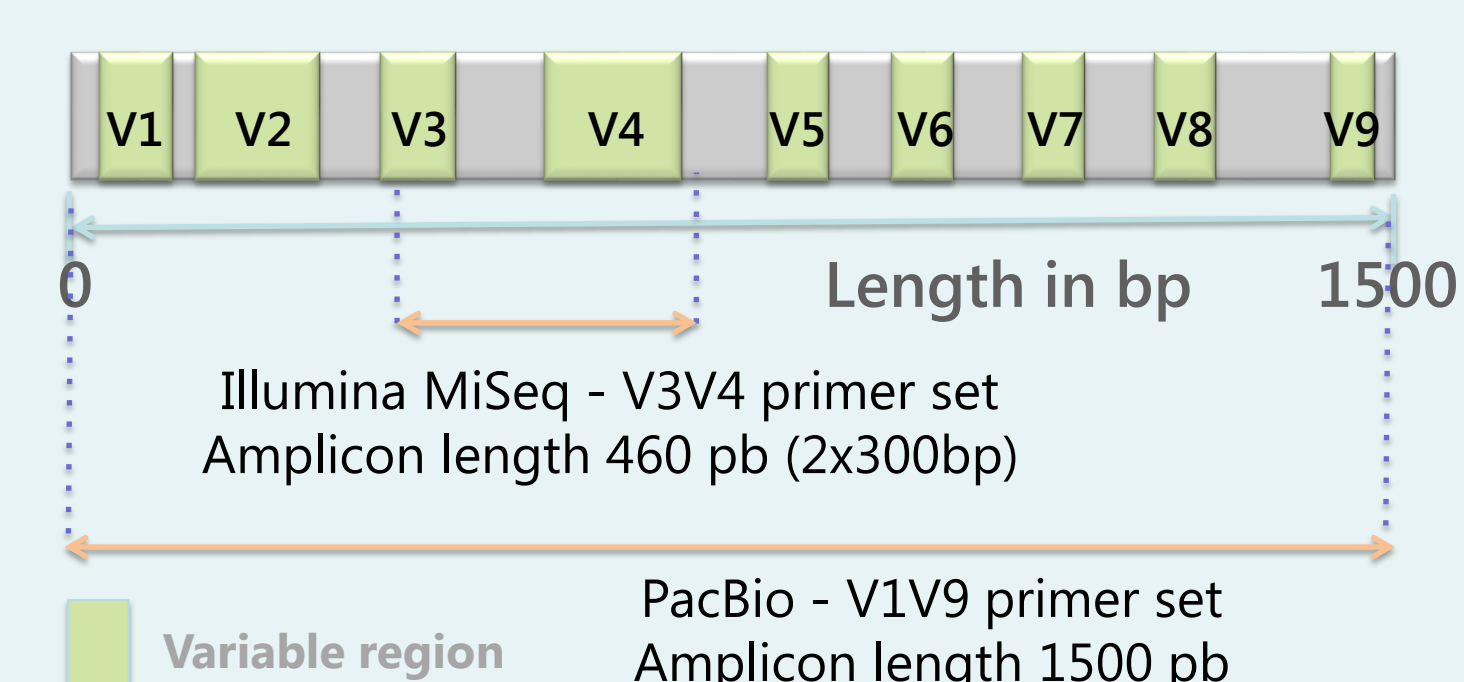 V1 V2 V3 V4 V5 V6 V7 V8 V9
0 Length in bp 1500
Illumina MiSeq - V3V4 primer set
Amplicon length 460 pb (2x300bp)
PacBio - V1V9 primer set
Variable region
Amplicon length 1500 pb